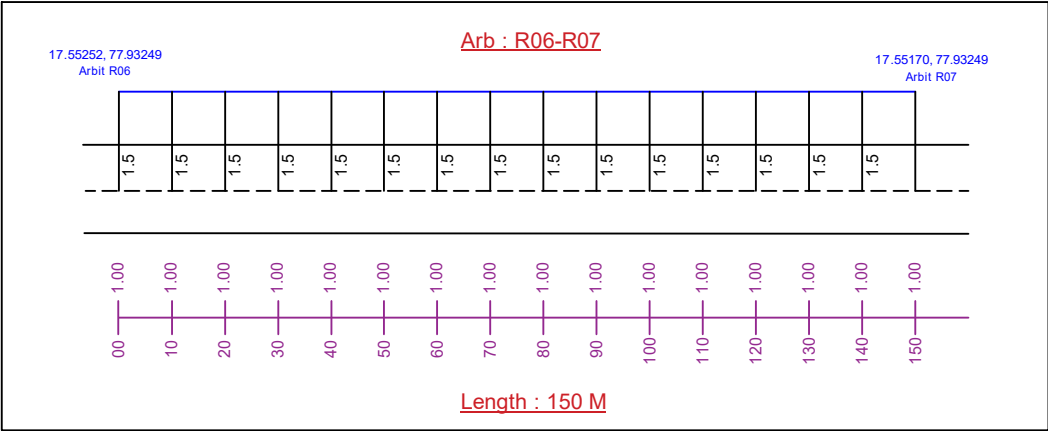 Arb : R06-R07
17.55252, 77.93249
Arbit R06
17.55170, 77.93249
Arbit R07
1.5 1.5 1.5 1.5 1.5 1.5 1.5 1.5 1.5 1.5 1.5 1.5 1.5 1.5 1.5
1.00 1.00 1.00 1.00 1.00 1.00 1.00 1.00 1.00 1.00 1.00 1.00 1.00 1.00 1.00 1.00
00 10 20 30 40 50 60 70 80 90 100 110 120 130 140 150
Length : 150 M